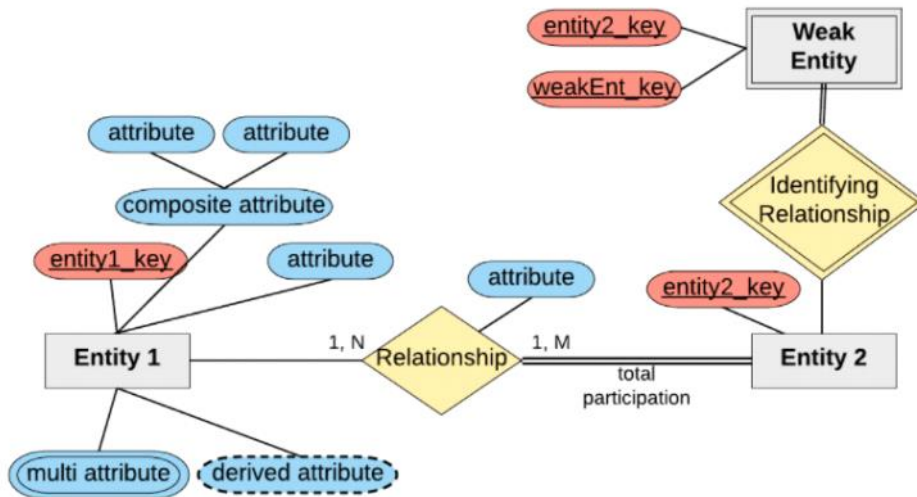 entity2_key
Weak
Entity
weakEnt_key
attribute
attribute
composite attribute
Identifying
Relationship
entity1_key
attribute
attribute
entity2_key
Entity 1
1, N
Relationship
1, M
Entity 2
total
participation
multi attribute
derived attribute